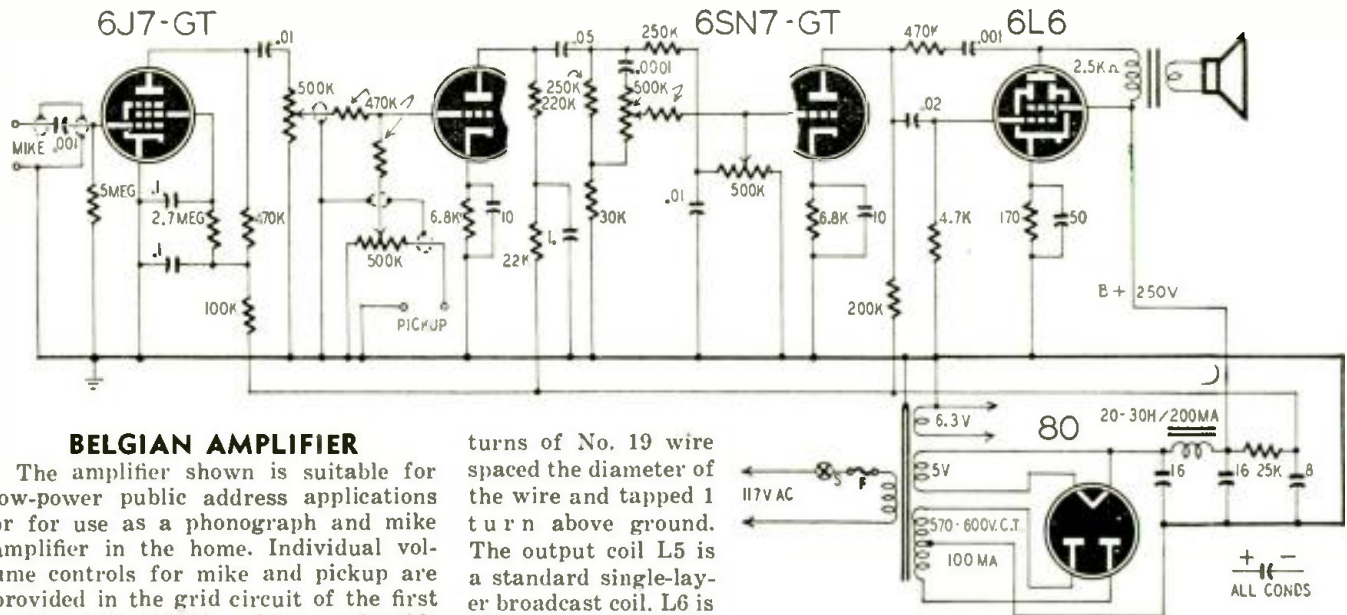 6J7-GT
6SN7-GT
6L6
.01
500K
470K
MIKE
.001
5MEG
.1
2.7MEG
.1
470K
100K
500K
PICKUP
6.8K
10
.05
250K
220K
22K
1.
250K
.0001
500K
30K
.01
500K
6.8K
10
470K
.001
.02
200K
4.7K
170
50
2.5KΩ
B+ 250V
117V AC
S
F
6.3V
5V
570-600V.C.T.
100 MA
80
20-30H/200MA
16
16
25K
8
+ −
ALL CONDS
BELGIAN AMPLIFIER
The amplifier shown is suitable for
low-power public address applications
or for use as a phonograph and mike
amplifier in the home. Individual vol-
ume controls for mike and pickup are
provided in the grid circuit of the first
turns of No. 19 wire
spaced the diameter of
the wire and tapped 1
turn above ground.
The output coil L5 is
a standard single-lay-
er broadcast coil. L6 is